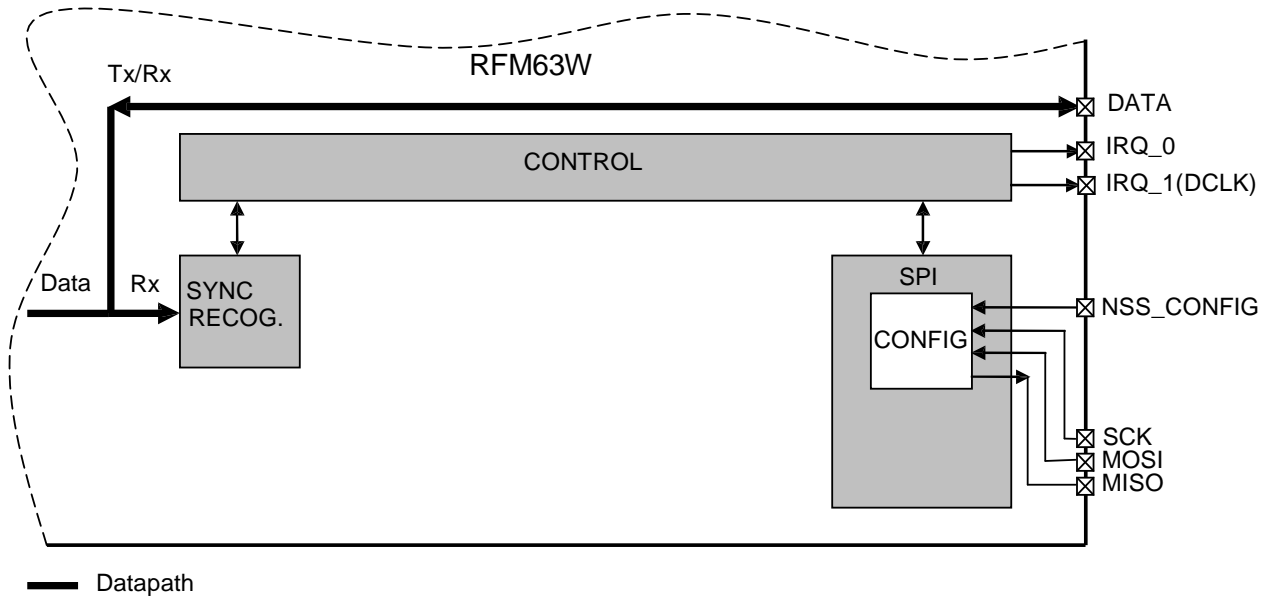 RFM63W
Tx/Rx
DATA
IRQ_0
CONTROL
IRQ_1(DCLK)
Data
Rx
SYNC
RECOG.
SPI
NSS_CONFIG
CONFIG
SCK
MOSI
MISO
Datapath